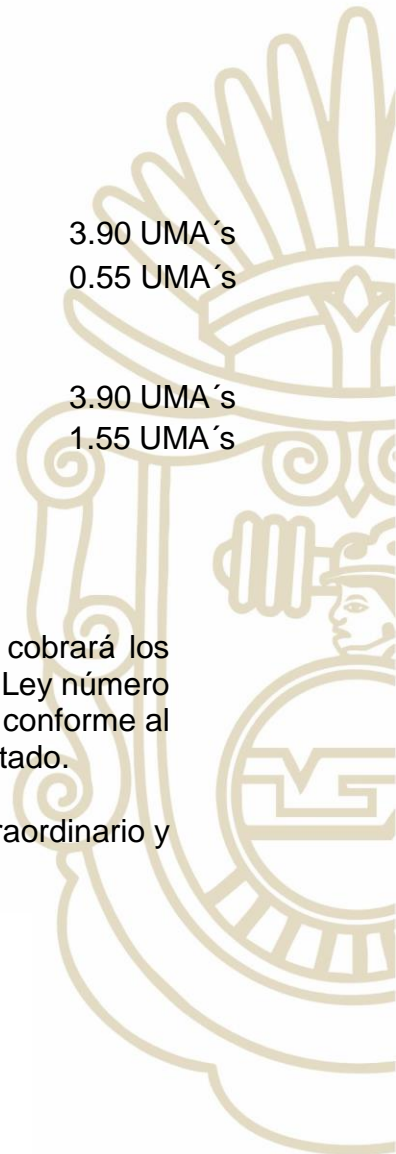 3.90 UMA´s
0.55 UMA´s
3.90 UMA´s
1.55 UMA´s
cobrará los
Ley número
conforme al
tado.
raordinario y